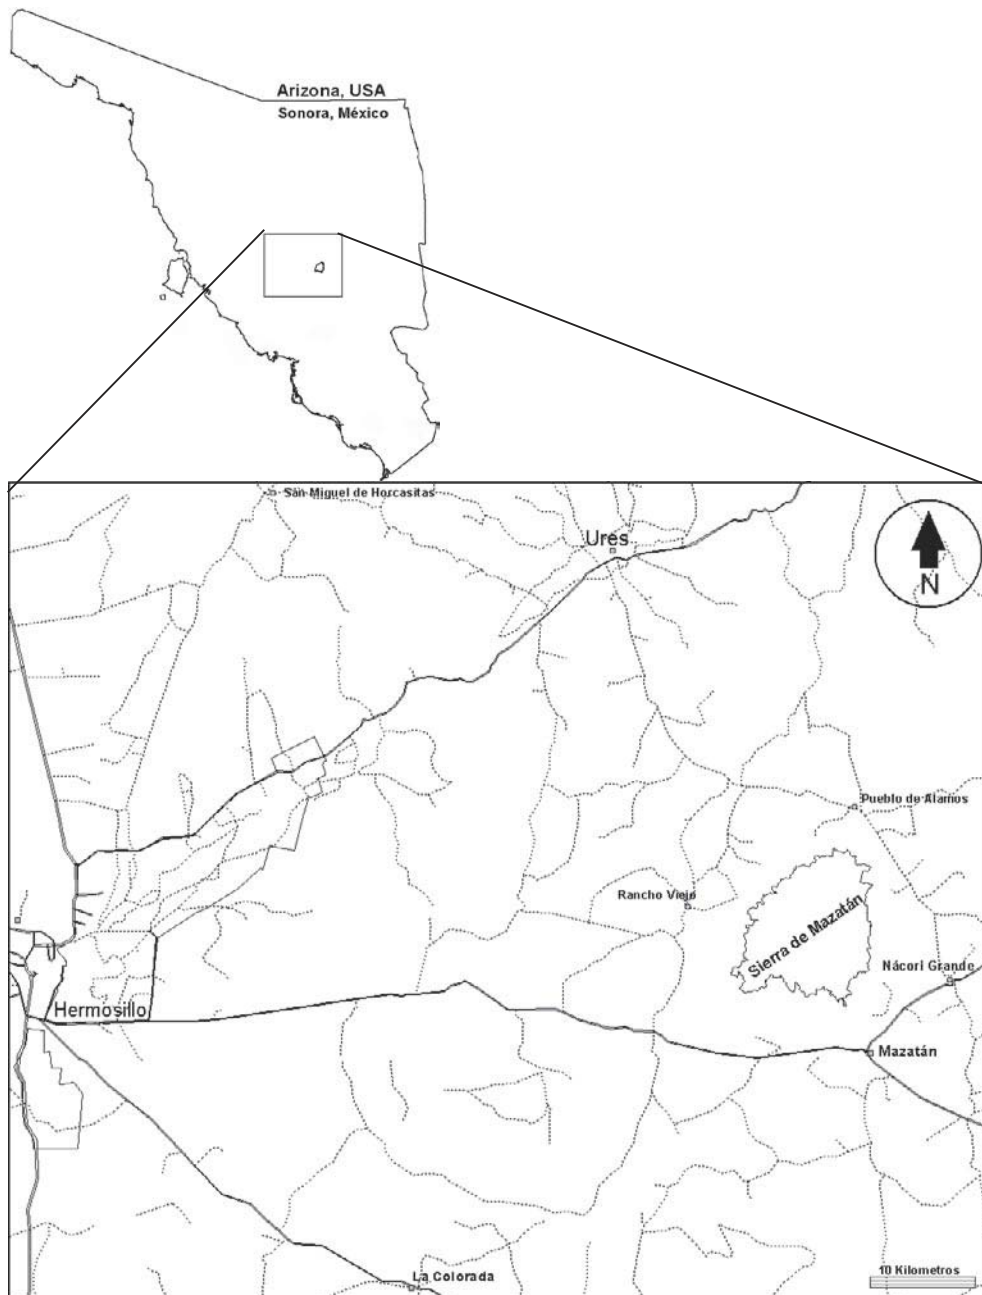 Arizona, USA
Sonora, México
San Miguel de Horcasitas
Ures
N
Pueblo de Alamos
Rancho Viejo
Sierra de Mazatán
Nácori Grande
Hermosillo
Mazatán
La Colorada
10 Kilometros